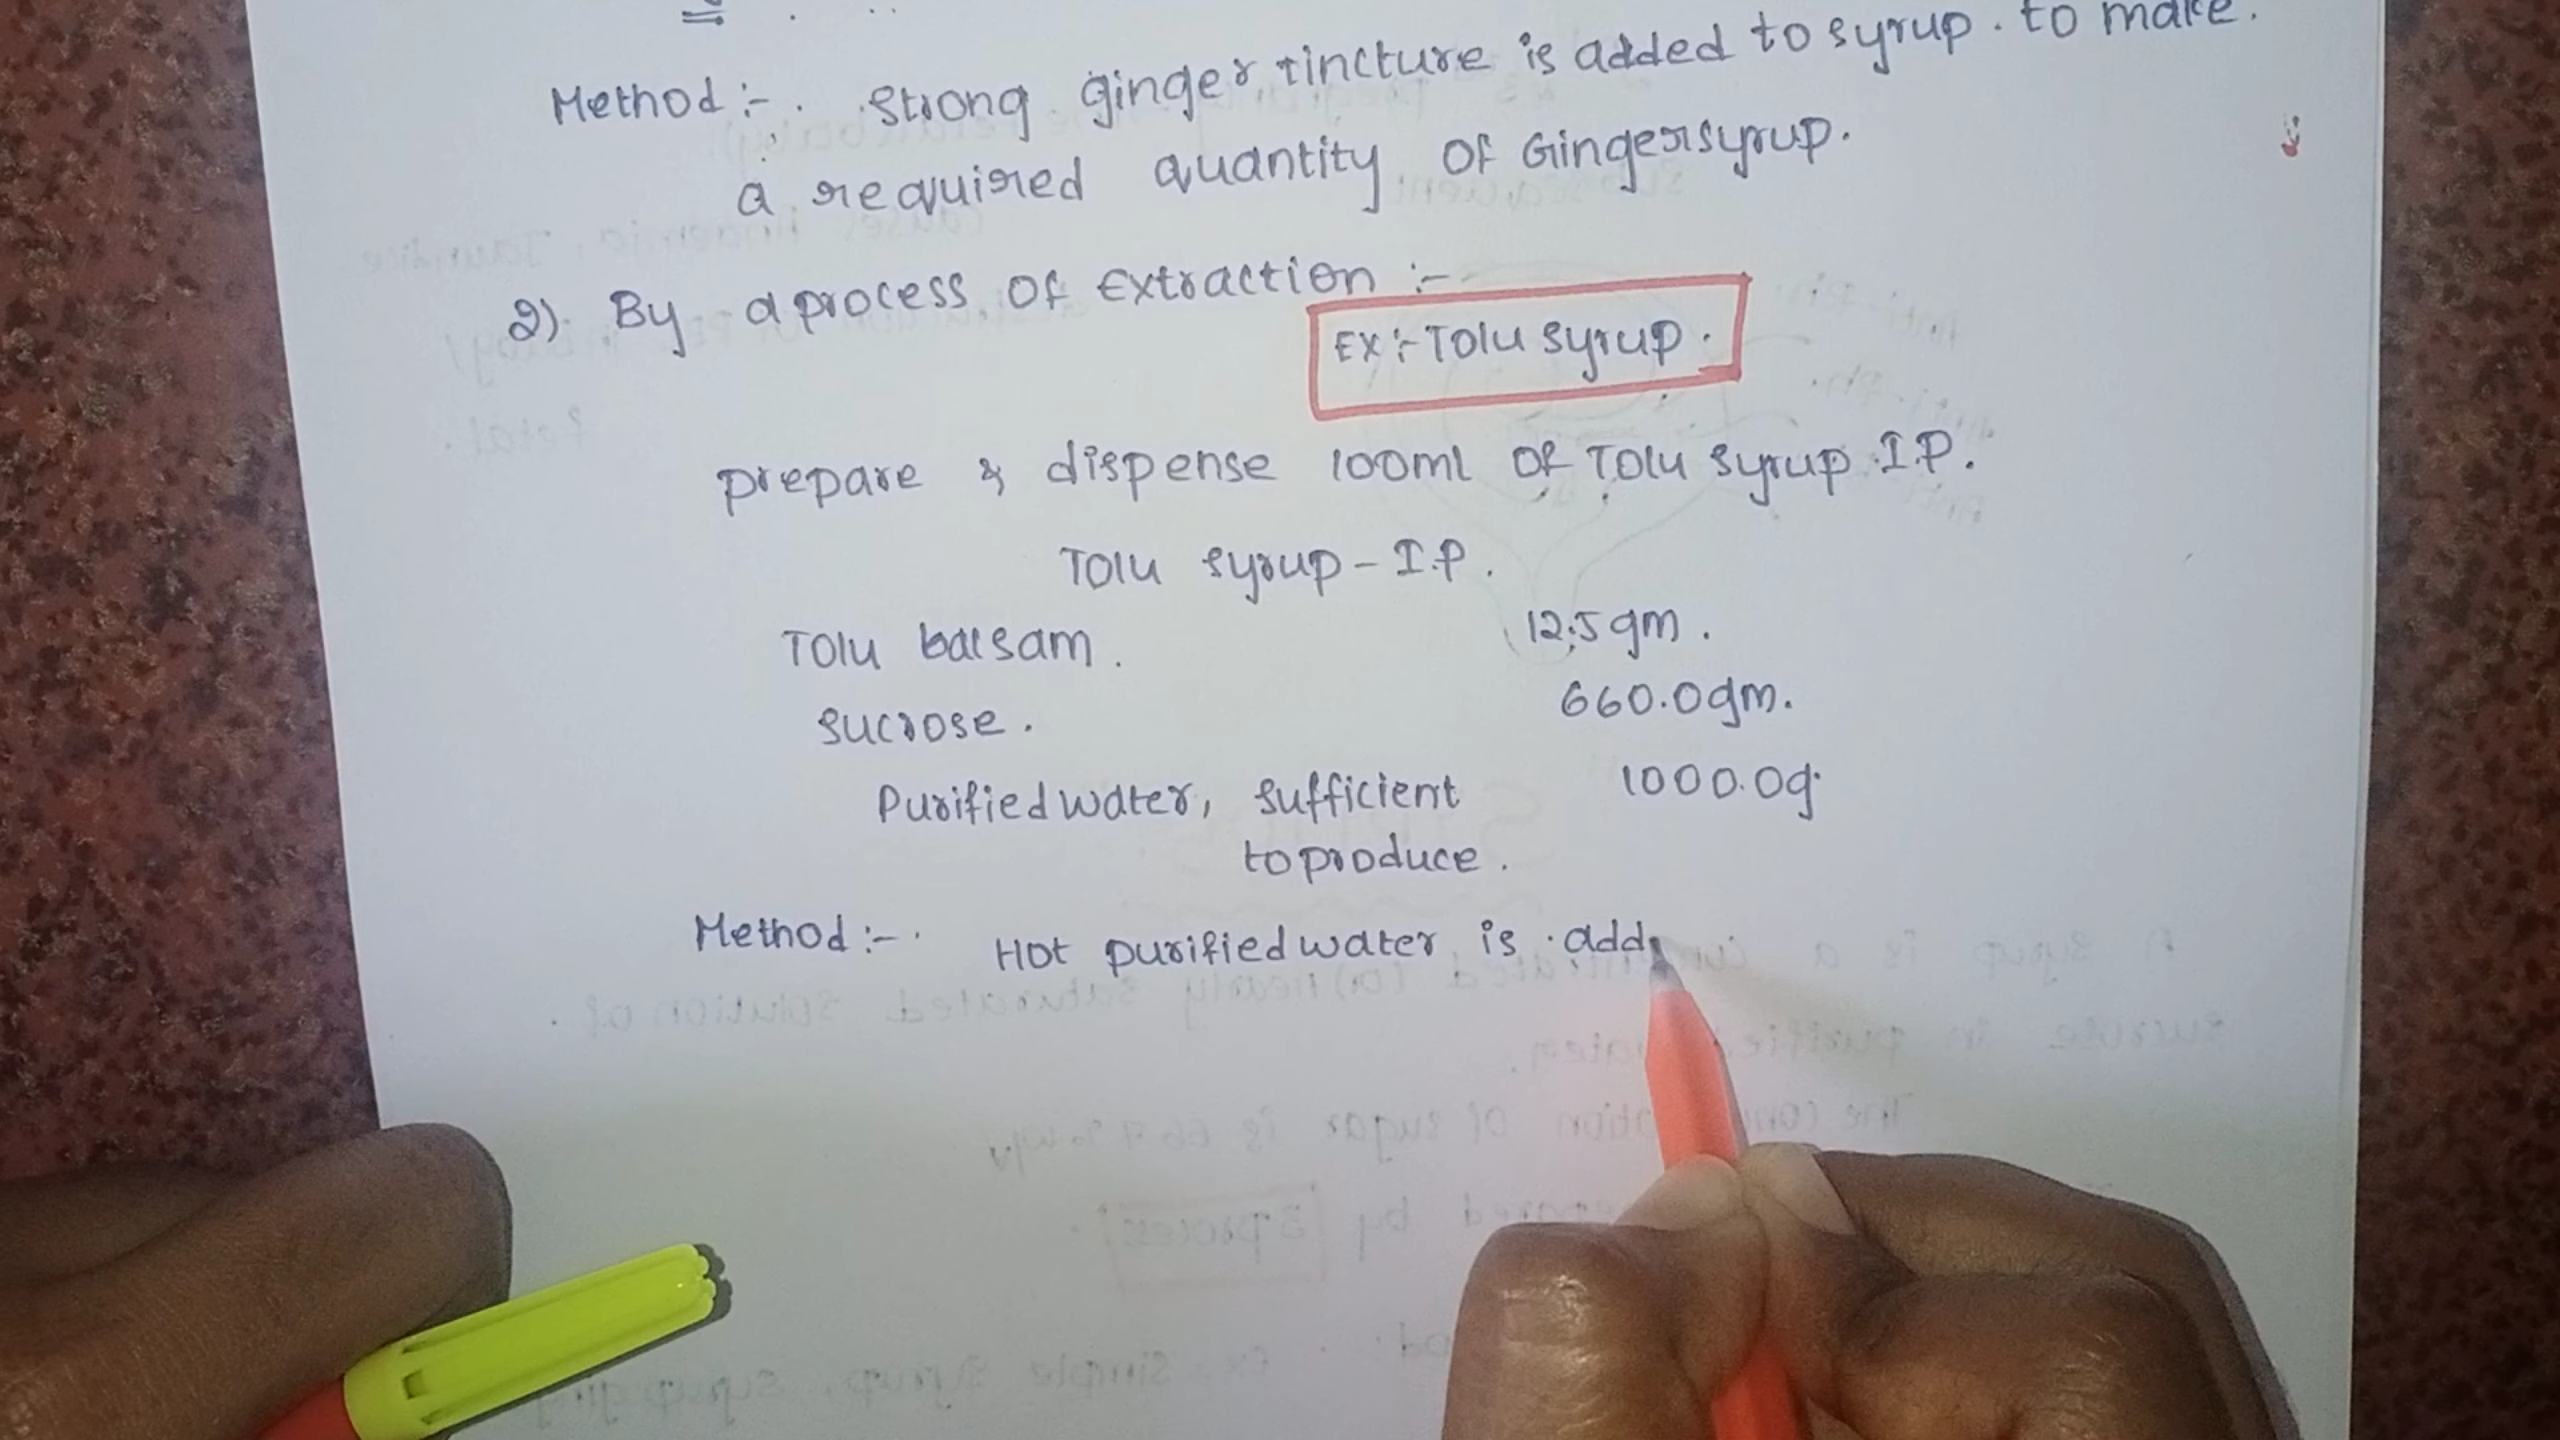 Method :- . Strong ginger tincture is added to syrup . to make .
a required quantity of Ginger syrup .
2) . By a process of Extraction :-
EX :- Tolu syrup .
prepare & dispense 100ml of Tolu syrup I.P.
Tolu syrup - I.P .
Tolu balsam . 12.5 gm .
sucrose . 660.0gm .
Purified water, sufficient 1000.0g
to produce .
Method :- . Hot purified water is . add